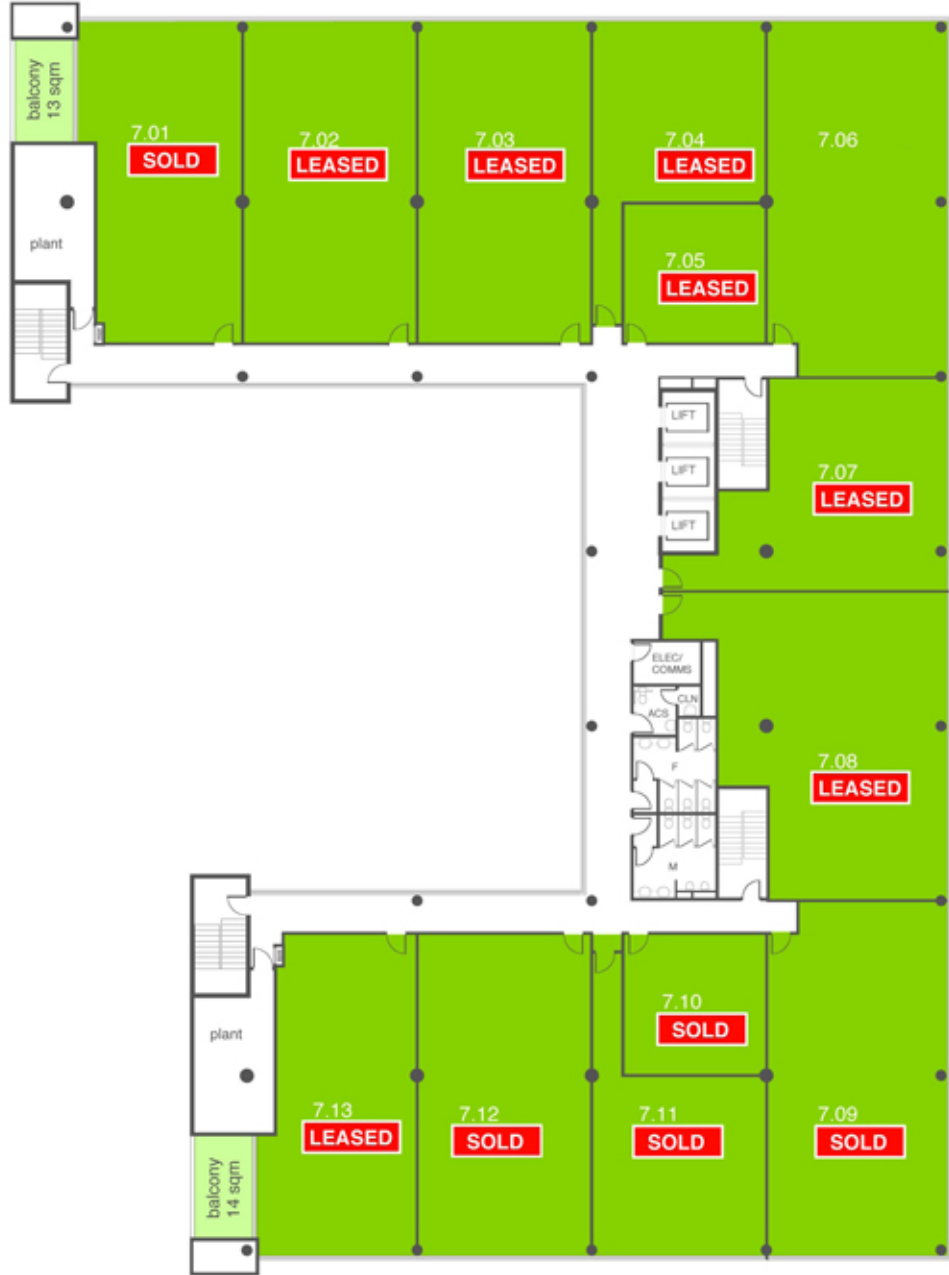 balcony
13 sqm
7.01
SOLD
7.02
LEASED
7.03
LEASED
7.04
LEASED
7.06
7.05
LEASED
plant
LIFT
LIFT
LIFT
7.07
LEASED
ELEC/
COMMS
CLN
ACS
F
7.08
LEASED
M
plant
7.10
SOLD
7.13
LEASED
7.12
SOLD
7.11
SOLD
7.09
SOLD
balcony
14 sqm